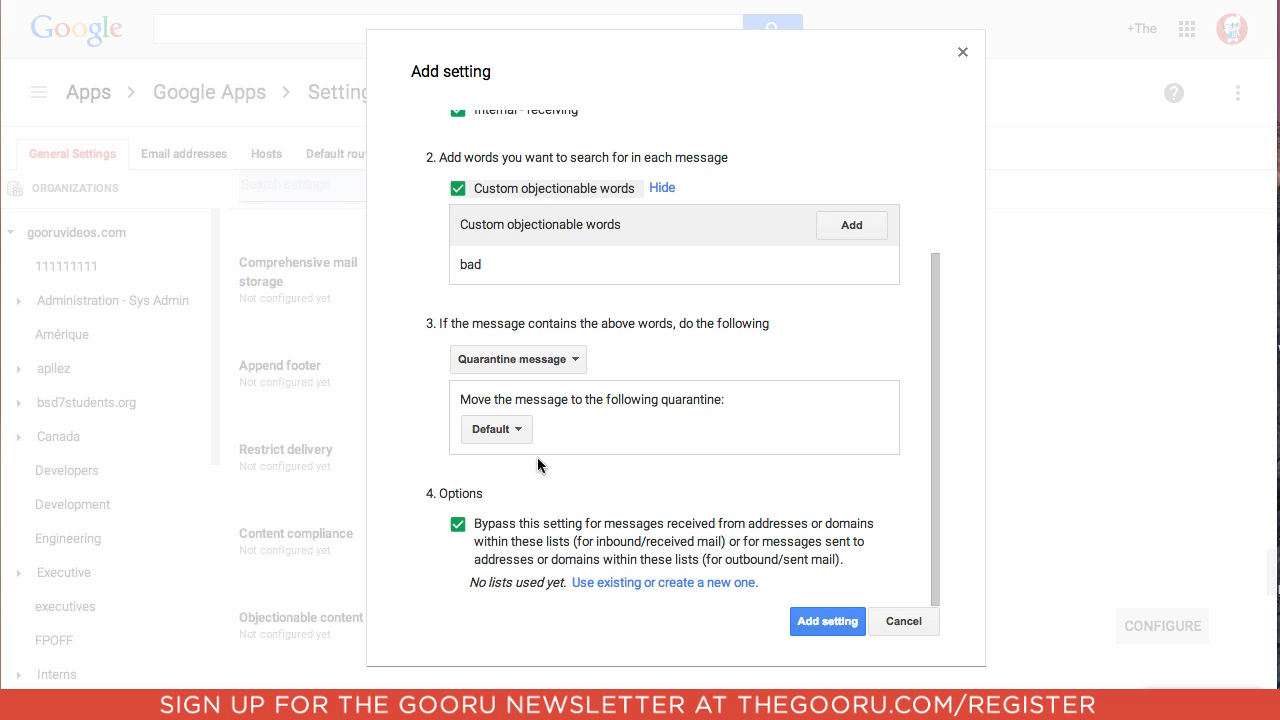 Google
+The
Add setting
Apps > Google Apps > Setting
Internal - receiving
General Settings
Email addresses
Hosts
Default rou
2. Add words you want to search for in each message
ORGANIZATIONS
Search settings
Custom objectionable words
Hide
Custom objectionable words
Add
gooruvideos.com
bad
111111111
Comprehensive mail
storage
Not configured yet
Administration - Sys Admin
Amérique
3. If the message contains the above words, do the following
Quarantine message
Append footer
Not configured yet
apllez
Move the message to the following quarantine:
bsd7students.org
Default
Canada
Restrict delivery
Not configured yet
Developers
4. Options
Development
Bypass this setting for messages received from addresses or domains
within these lists (for inbound/received mail) or for messages sent to
addresses or domains within these lists (for outbound/sent mail).
Content compliance
Not configured yet
Engineering
No lists used yet. Use existing or create a new one.
Executive
executives
Objectionable content
Not configured yet
Add setting
Cancel
CONFIGURE
FPOFF
Interns
SIGN UP FOR THE GOORU NEWSLETTER AT THEGOORU.COM/REGISTER